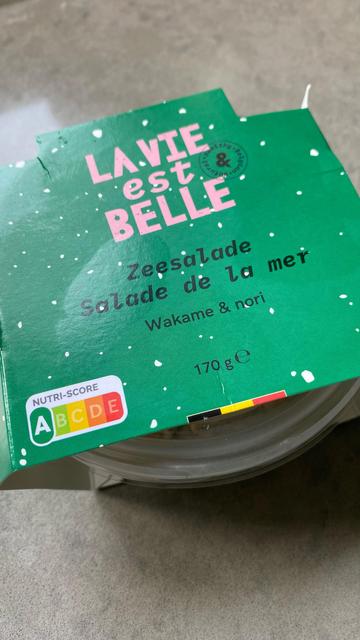 LA VIE
est
BELLE
&
Zeesalade
Salade de la mer
Wakame & nori
170 g ℮
NUTRI-SCORE
A B C D E